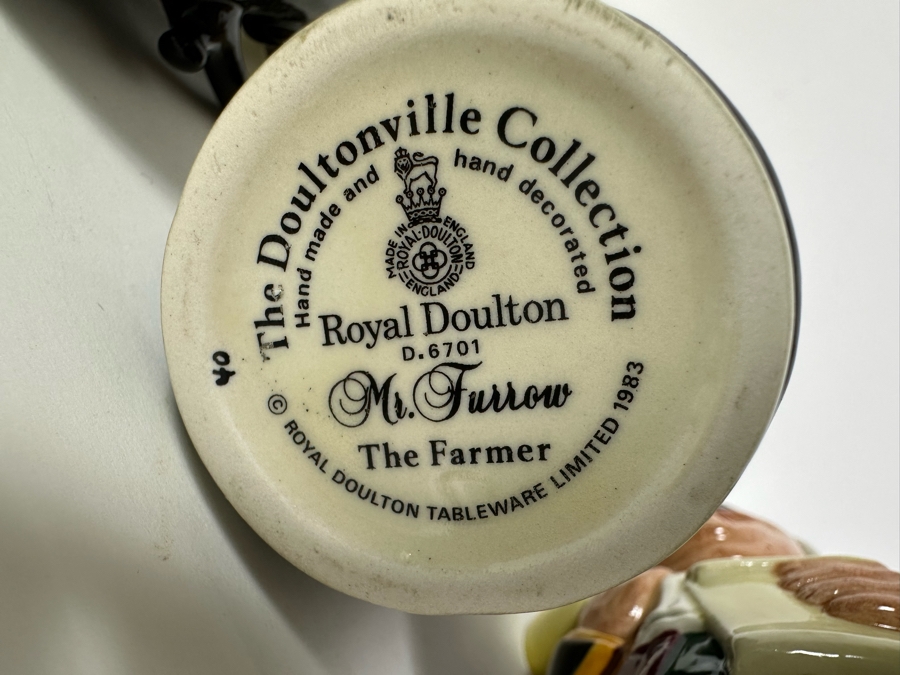 The Doultonville Collection
Hand made and hand decorated
MADE IN ENGLAND
ROYAL·DOULTON
ENGLAND
Royal Doulton
D.6701
Mr. Furrow
The Farmer
© ROYAL DOULTON TABLEWARE LIMITED 1983
40